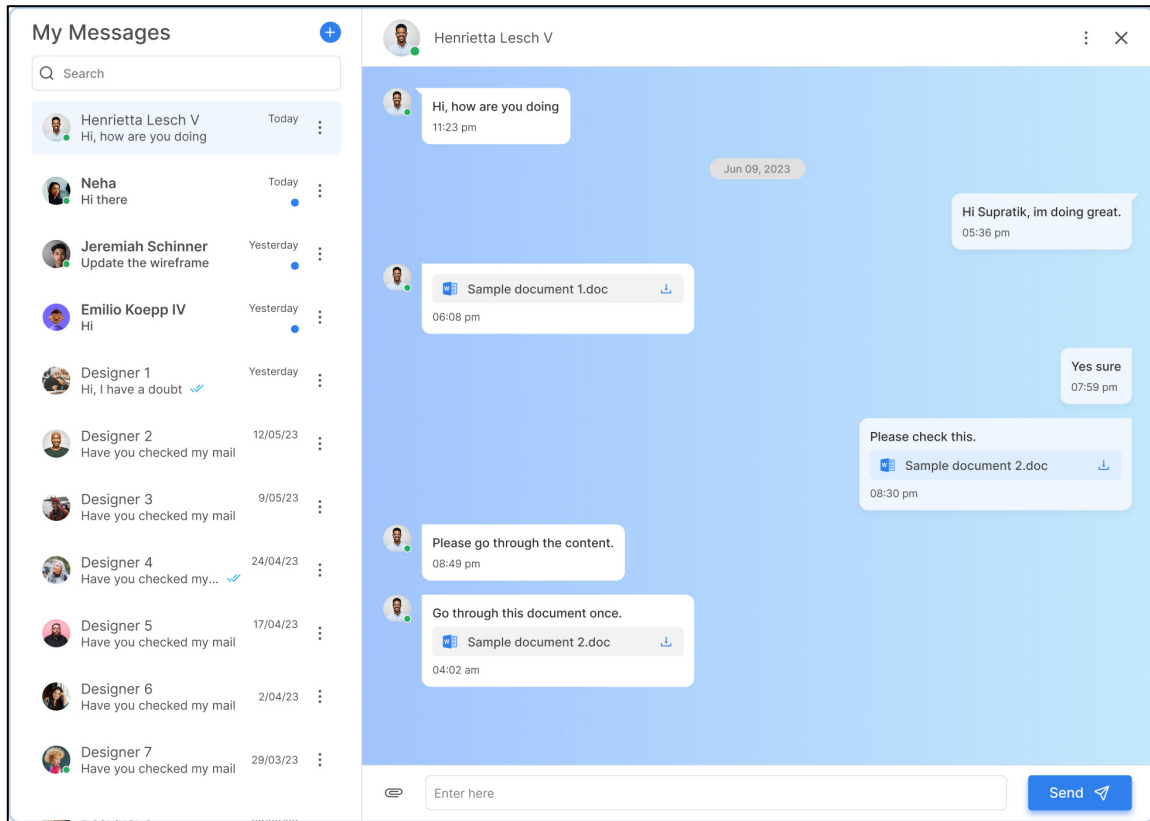 My Messages
Search
Henrietta Lesch V
Today
Hi, how are you doing
Neha
Today
Hi there
Jeremiah Schinner
Yesterday
Update the wireframe
Emilio Koepp IV
Yesterday
Hi
Designer 1
Yesterday
Hi, I have a doubt
Designer 2
12/05/23
Have you checked my mail
Designer 3
9/05/23
Have you checked my mail
Designer 4
24/04/23
Have you checked my...
Designer 5
17/04/23
Have you checked my mail
Designer 6
2/04/23
Have you checked my mail
Designer 7
29/03/23
Have you checked my mail
Henrietta Lesch V
Hi, how are you doing
11:23 pm
Jun 09, 2023
Hi Supratik, im doing great.
05:36 pm
Sample document 1.doc
06:08 pm
Yes sure
07:59 pm
Please check this.
Sample document 2.doc
08:30 pm
Please go through the content.
08:49 pm
Go through this document once.
Sample document 2.doc
04:02 am
Enter here
Send